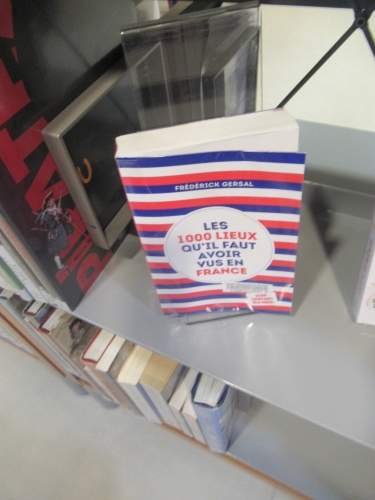 FRÉDÉRICK GERSAL
LES
1000 LIEUX
QU'IL FAUT
AVOIR
VUS EN
FRANCE